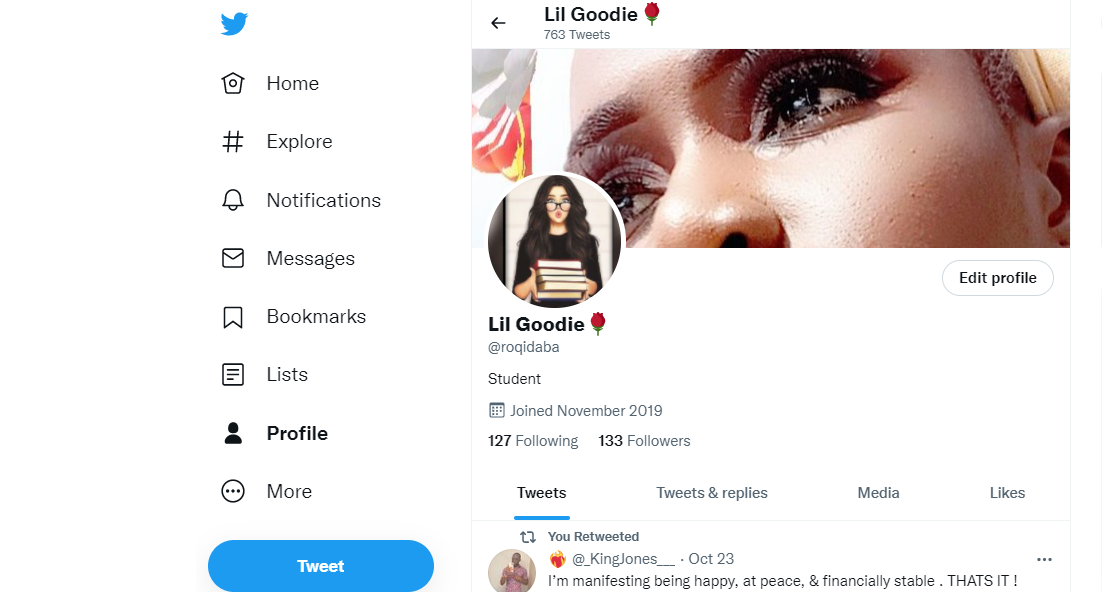 Lil Goodie🌹
763 Tweets
Home
Explore
Notifications
Messages
Bookmarks
Lists
Profile
More
Tweet
Edit profile
Lil Goodie🌹
@roqidaba
Student
Joined November 2019
127 Following 133 Followers
Tweets Tweets & replies Media Likes
You Retweeted
❤️‍🔥 @_KingJones___ · Oct 23
I’m manifesting being happy, at peace, & financially stable . THATS IT !